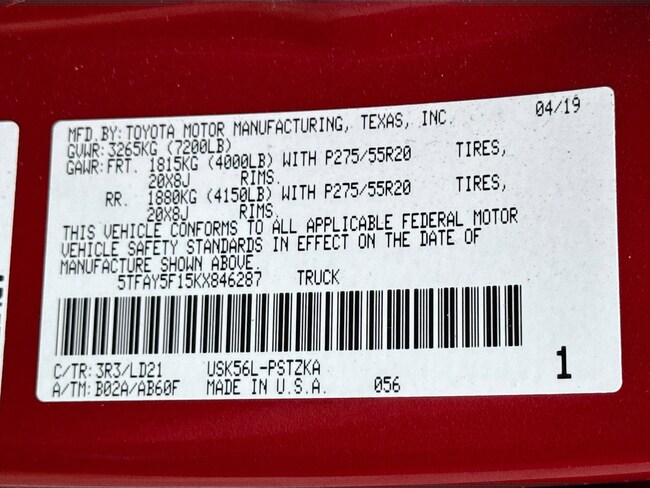 MFD.BY:TOYOTA MOTOR MANUFACTURING, TEXAS, INC. 04/19
GVWR:3265KG (7200LB)
GAWR:FRT. 1815KG (4000LB) WITH P275/55R20 TIRES,
20X8J RIMS
RR. 1880KG (4150LB) WITH P275/55R20 TIRES,
20X8J RIMS
THIS VEHICLE CONFORMS TO ALL APPLICABLE FEDERAL MOTOR
VEHICLE SAFETY STANDARDS IN EFFECT ON THE DATE OF
MANUFACTURE SHOWN ABOVE
5TFAY5F15KX846287 TRUCK
C/TR:3R3/LD21 USK56L-PSTZKA
A/TM:B02A/AB60F MADE IN U.S.A. 056 1